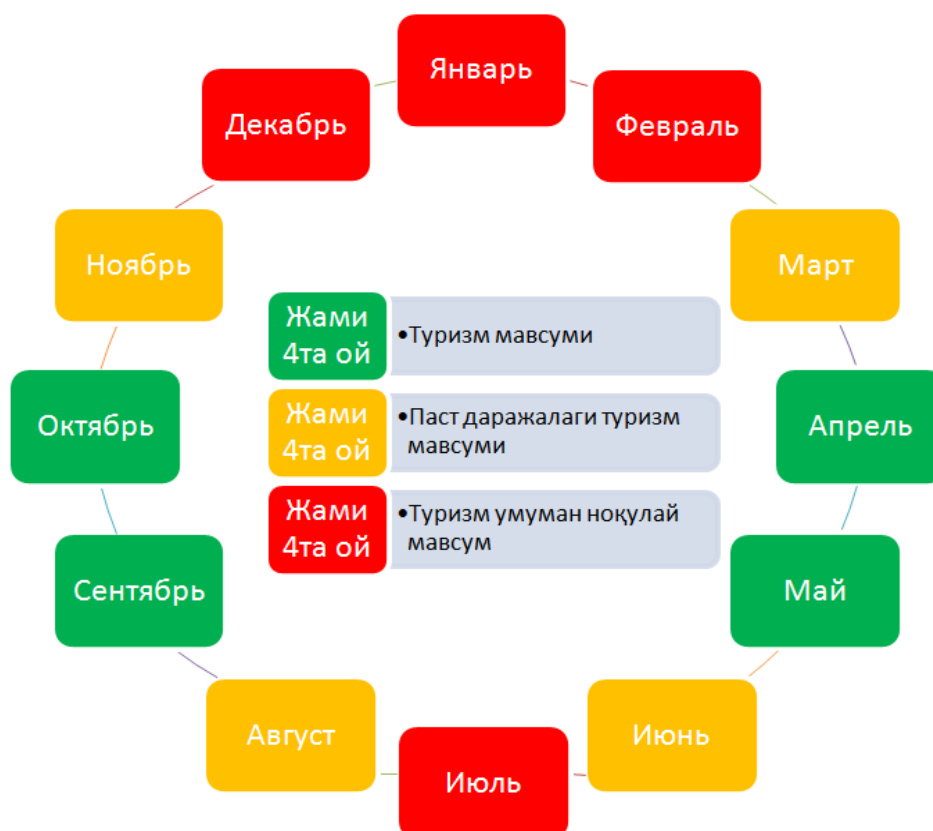 Январь
Февраль
Март
Апрель
Май
Июнь
Июль
Август
Сентябрь
Октябрь
Ноябрь
Декабрь
Жами
4та ой
•Туризм мавсуми
Жами
4та ой
•Паст даражалаги туризм
мавсуми
Жами
4та ой
•Туризм умуман ноқулай
мавсум